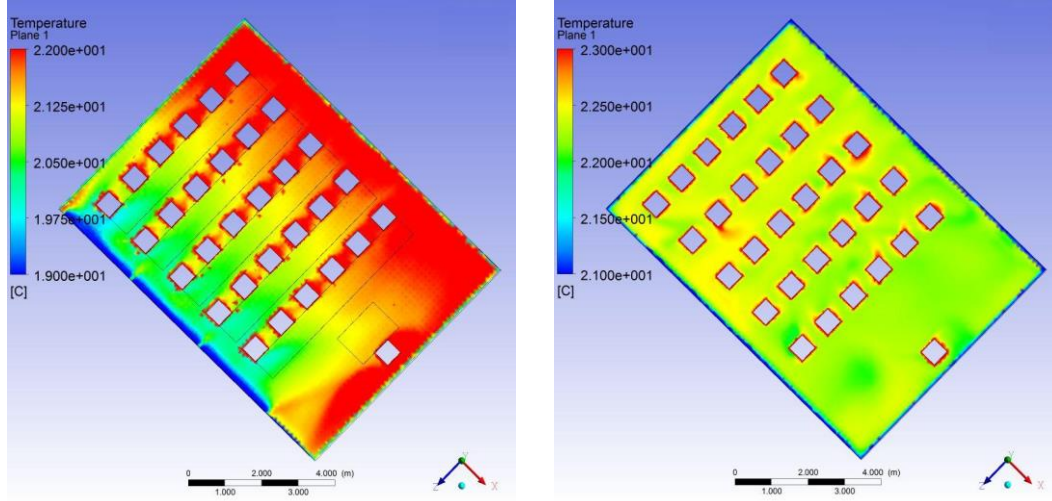 Temperature
Plane 1
2.200e+001
2.125e+001
2.050e+001
1.975e+001
1.900e+001
[C]
0 2.000 4.000 (m)
1.000 3.000
Y
Z X
Temperature
Plane 1
2.300e+001
2.250e+001
2.200e+001
2.150e+001
2.100e+001
[C]
0 2.000 4.000 (m)
1.000 3.000
Y
Z X